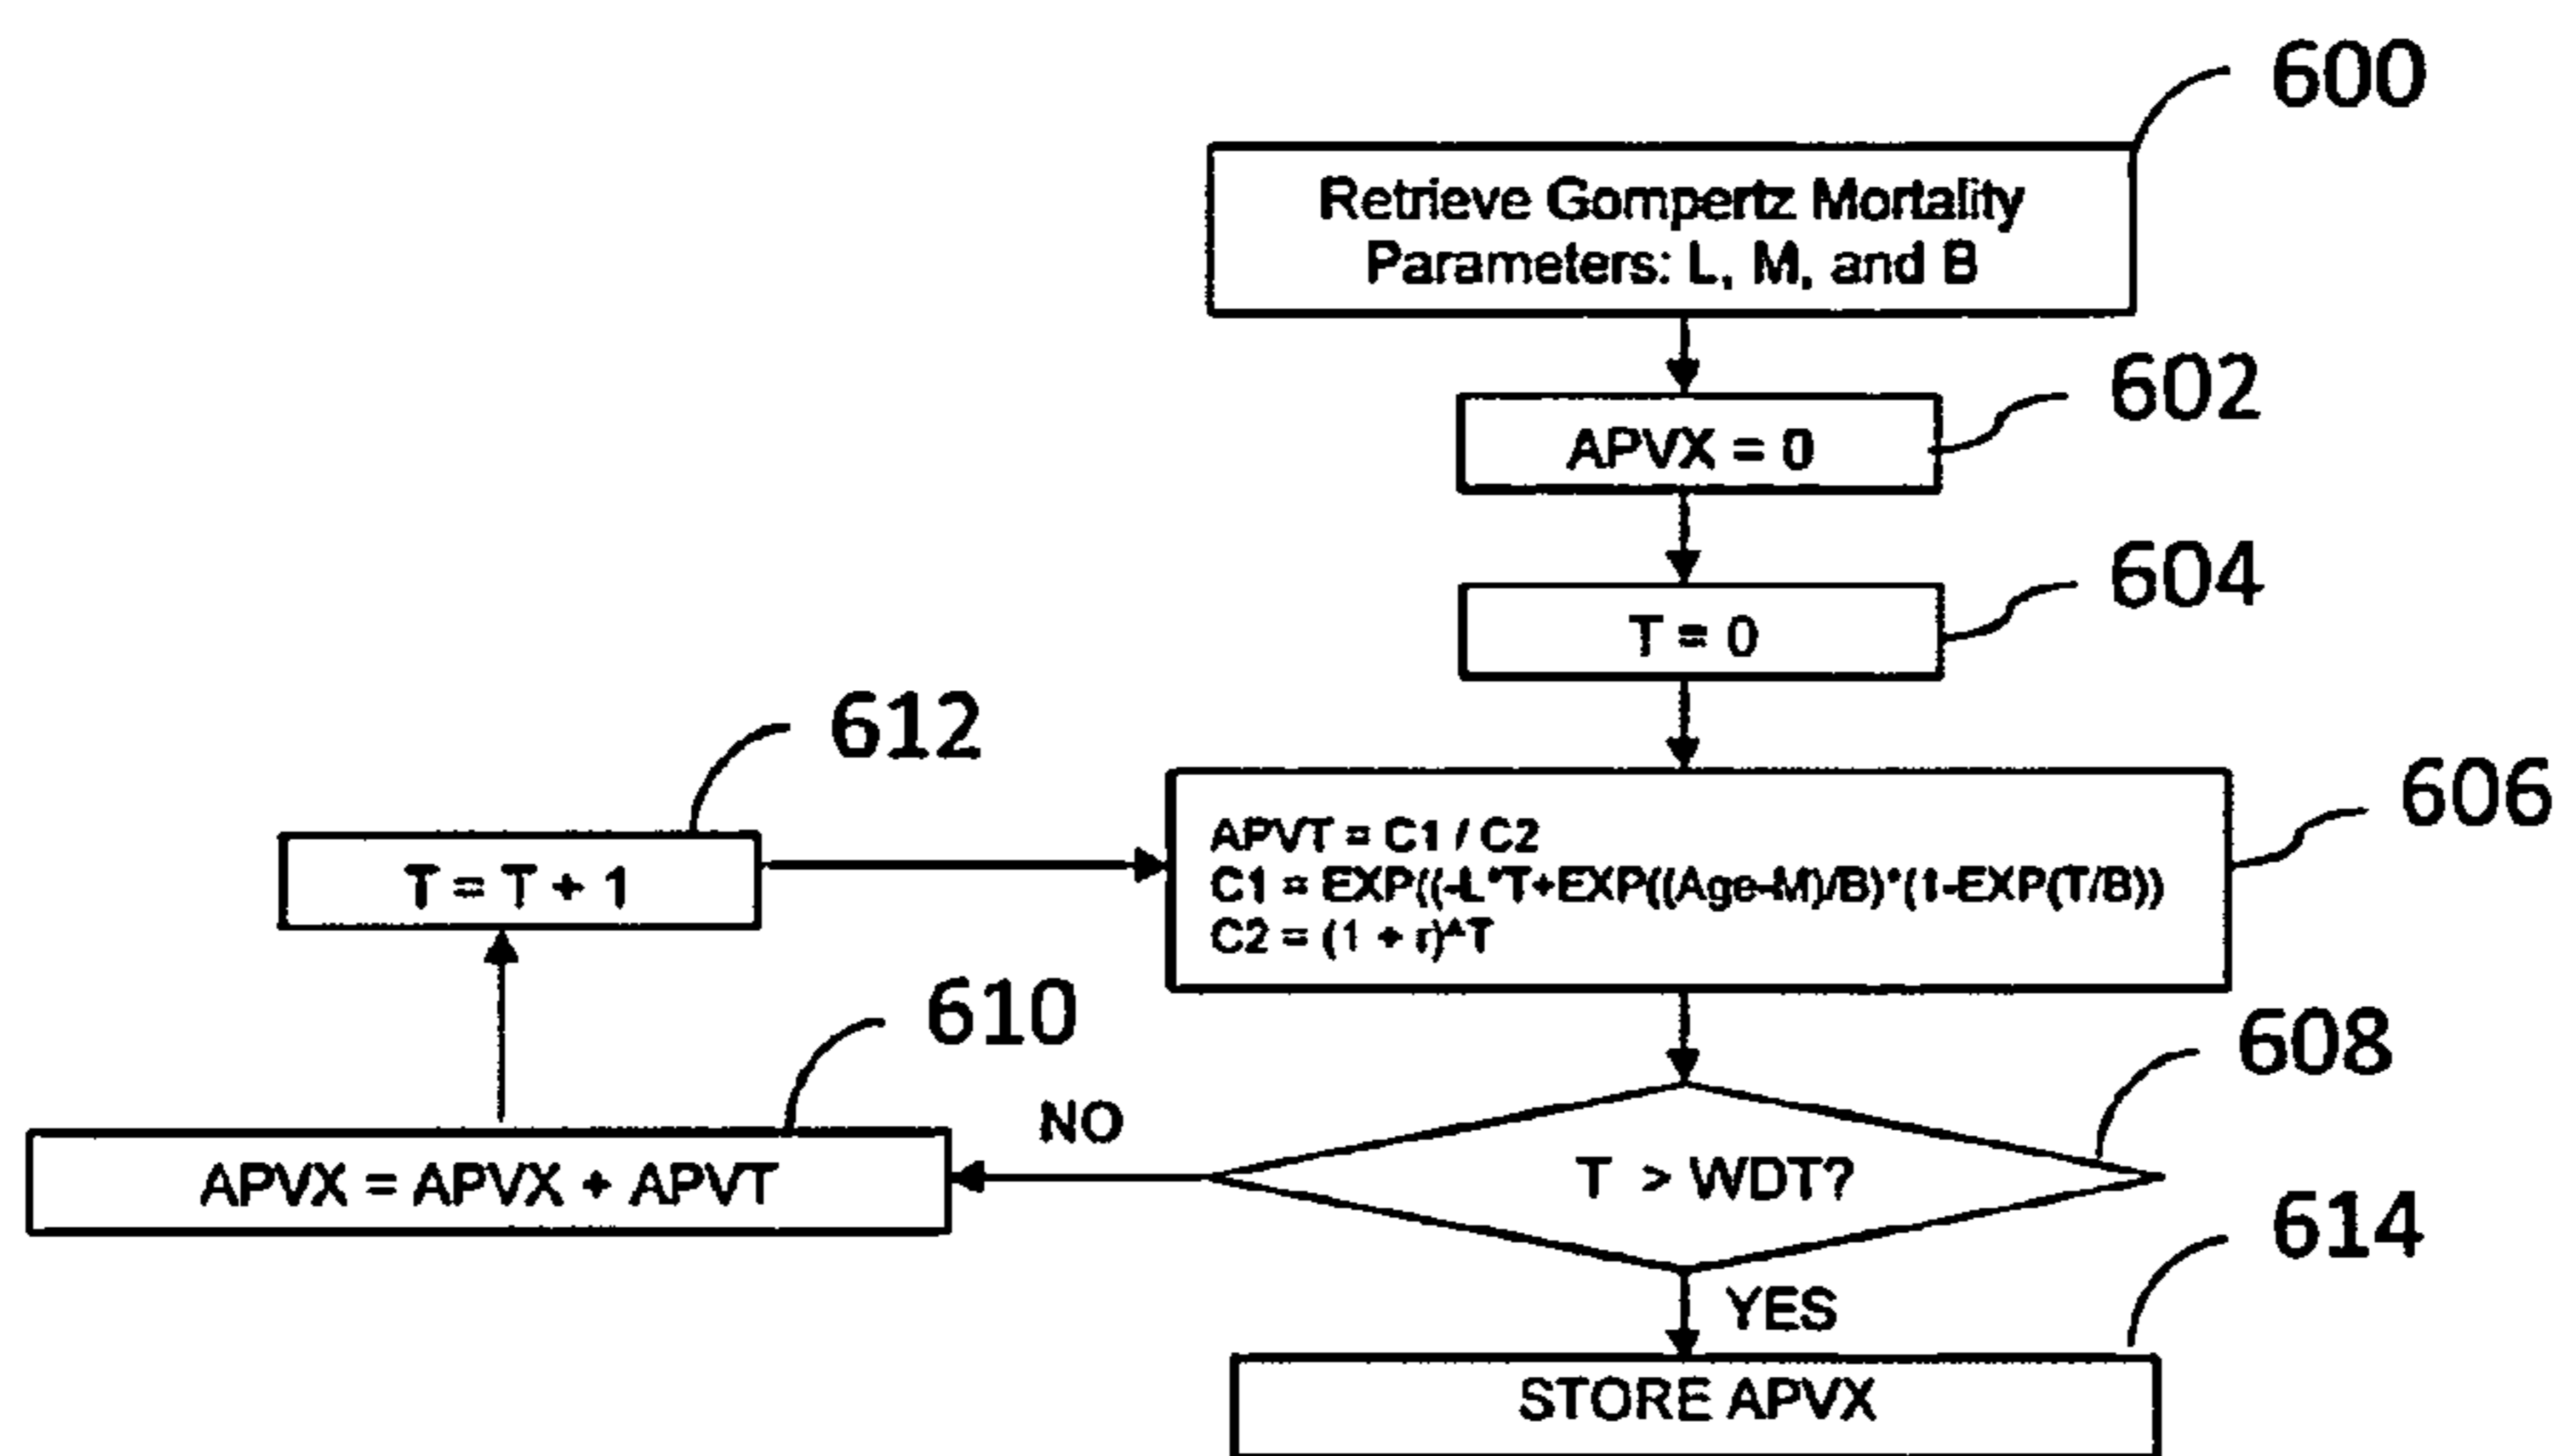 600
Retrieve Gompertz Mortality
Parameters: L, M, and B
602
APVX = 0
604
T = 0
612
T = T + 1
606
APVT = C1 / C2
C1 = EXP((-L*T+EXP((Age-M)/B)*(1-EXP(T/B))
C2 = (1 + r)^T
610
608
NO
APVX = APVX + APVT
T > WDT?
614
YES
STORE APVX